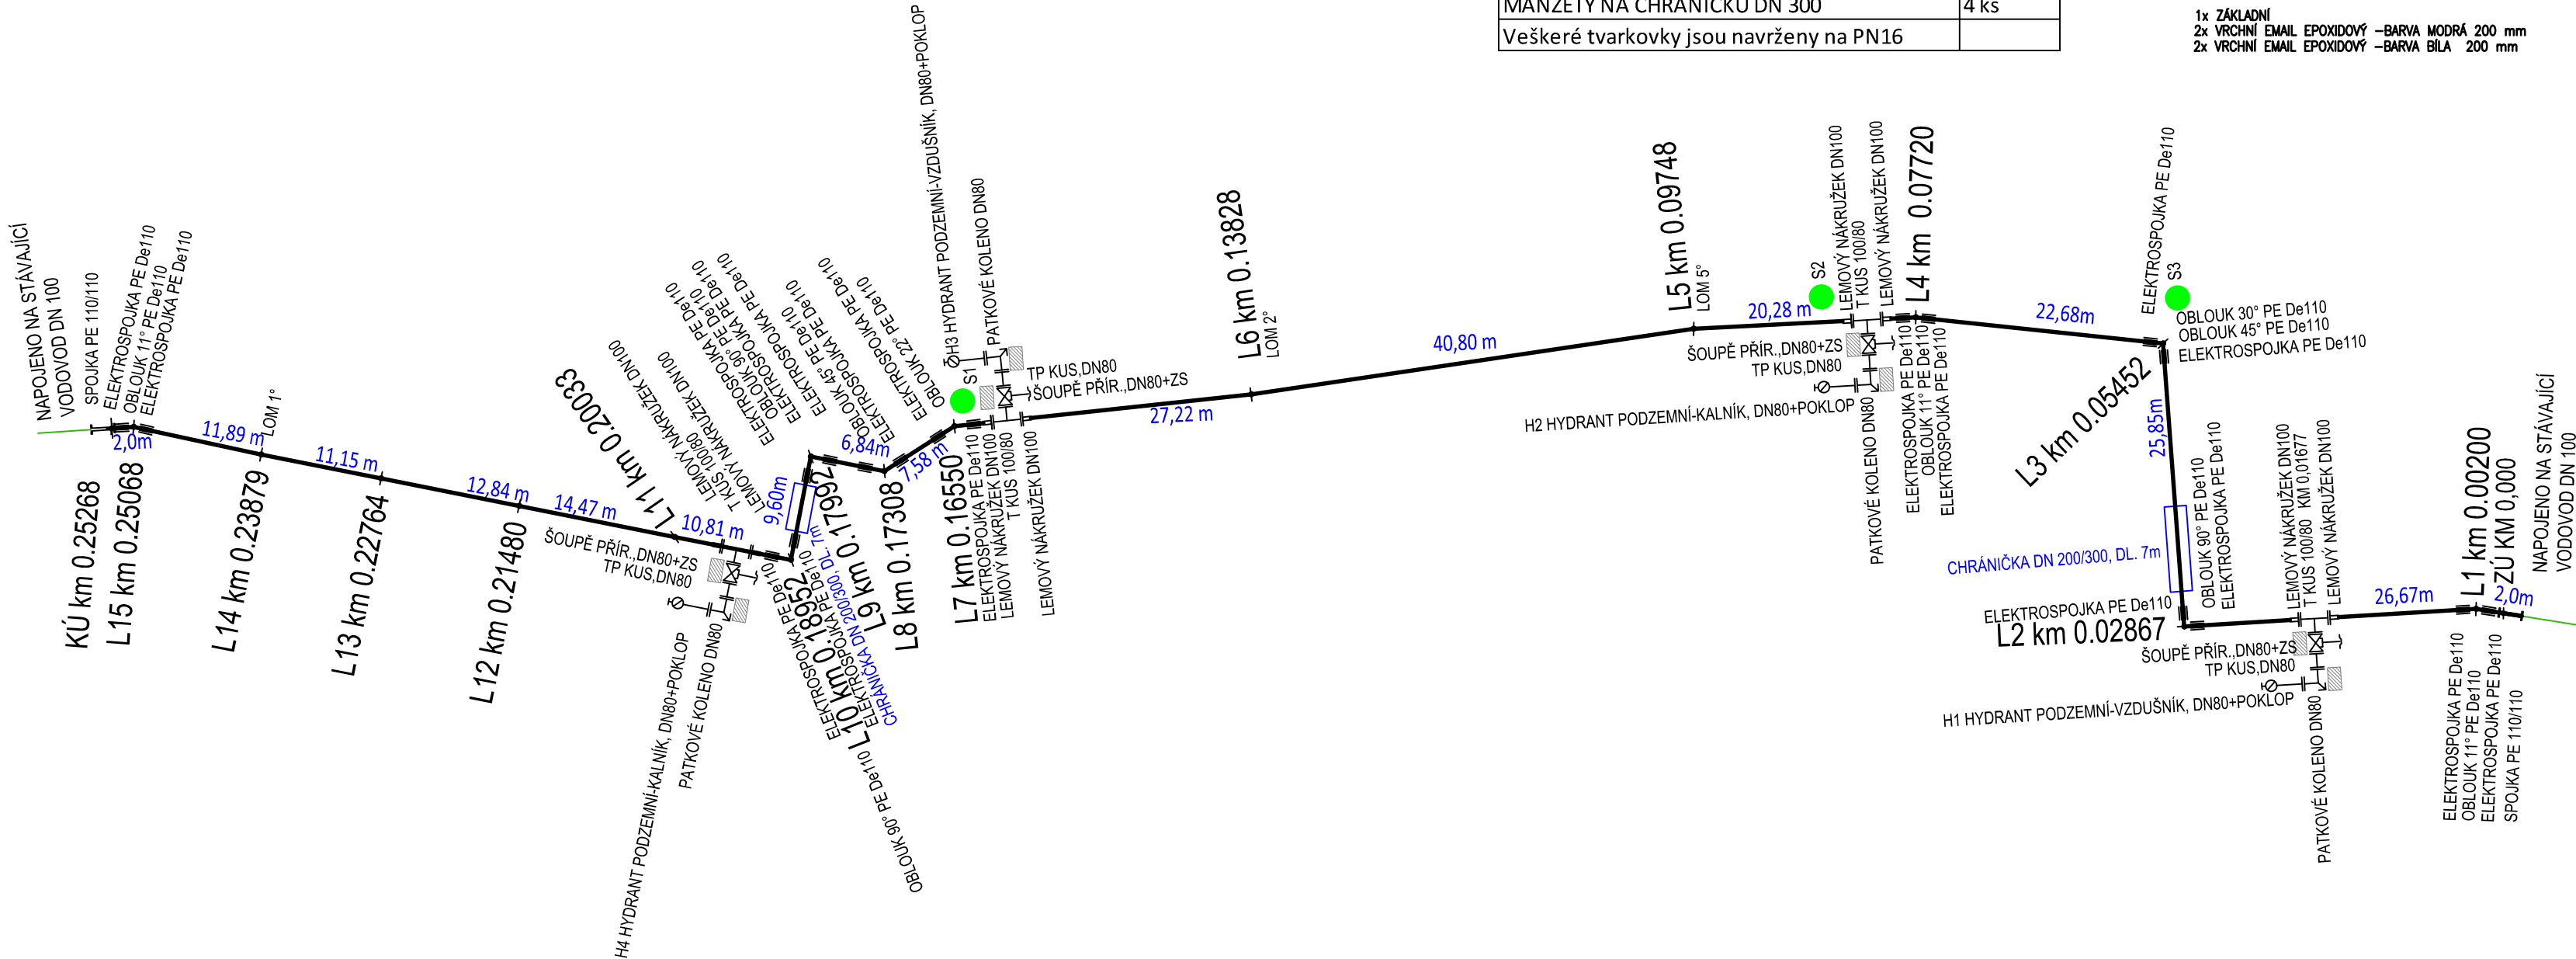 MANŽETY NA CHRÁNIČKU DN 300
4 ks
Veškeré tvarkovky jsou navrženy na PN16
1x ZÁKLADNÍ
2x VRCHNÍ EMAIL EPOXIDOVÝ -BARVA MODRÁ 200 mm
2x VRCHNÍ EMAIL EPOXIDOVÝ -BARVA BÍLA 200 mm
NAPOJENO NA STÁVAJÍCÍ
VODOVOD DN 100
SPOJKA PE 110/110
ELEKTROSPOJKA PE De110
OBLOUK 11° PE De110
ELEKTROSPOJKA PE De110
2,0m
KÚ km 0.25268
L15 km 0.25068
11,89 m
LOM 1°
L14 km 0.23879
11,15 m
L13 km 0.22764
12,84 m
L12 km 0.21480
14,47 m
L11 km 0.20033
10,81 m
ŠOUPĚ PŘÍR.,DN80+ZS
TP KUS,DN80
H4 HYDRANT PODZEMNÍ-KALNÍK, DN80+POKLOP
PATKOVÉ KOLENO DN80
LEMOVÝ NÁKRUŽEK DN100
T KUS 100/80
LEMOVÝ NÁKRUŽEK DN100
ELEKTROSPOJKA PE De110
OBLOUK 90° PE De110
ELEKTROSPOJKA PE De110
ELEKTROSPOJKA PE De110
OBLOUK 45° PE De110
ELEKTROSPOJKA PE De110
ELEKTROSPOJKA PE De110
OBLOUK 22° PE De110
9,60m
6,84m
7,58 m
ELEKTROSPOJKA PE De110
L10 km 0.18952
OBLOUK 90° PE De110
ELEKTROSPOJKA PE De110
CHRÁNIČKA DN 200/300, DL. 7m
L9 km 0.17992
L8 km 0.17308
L7 km 0.16550
ELEKTROSPOJKA PE De110
LEMOVÝ NÁKRUŽEK DN100
T KUS 100/80
LEMOVÝ NÁKRUŽEK DN100
S1
H3 HYDRANT PODZEMNÍ-VZDUŠNÍK, DN80+POKLOP
PATKOVÉ KOLENO DN80
TP KUS,DN80
ŠOUPĚ PŘÍR.,DN80+ZS
27,22 m
L6 km 0.13828
LOM 2°
40,80 m
L5 km 0.09748
LOM 5°
20,28 m
S2
LEMOVÝ NÁKRUŽEK DN100
T KUS 100/80
LEMOVÝ NÁKRUŽEK DN100
L4 km 0.07720
ŠOUPĚ PŘÍR.,DN80+ZS
TP KUS,DN80
H2 HYDRANT PODZEMNÍ-KALNÍK, DN80+POKLOP
PATKOVÉ KOLENO DN80
ELEKTROSPOJKA PE De110
OBLOUK 11° PE De110
ELEKTROSPOJKA PE De110
22,68m
ELEKTROSPOJKA PE De110
S3
OBLOUK 30° PE De110
OBLOUK 45° PE De110
ELEKTROSPOJKA PE De110
L3 km 0.05452
25,85m
CHRÁNIČKA DN 200/300, DL. 7m
OBLOUK 90° PE De110
ELEKTROSPOJKA PE De110
ELEKTROSPOJKA PE De110
L2 km 0.02867
LEMOVÝ NÁKRUŽEK DN100
T KUS 100/80 KM 0,01677
LEMOVÝ NÁKRUŽEK DN100
ŠOUPĚ PŘÍR.,DN80+ZS
TP KUS,DN80
H1 HYDRANT PODZEMNÍ-VZDUŠNÍK, DN80+POKLOP
PATKOVÉ KOLENO DN80
26,67m
L1 km 0.00200
ZÚ KM 0,000
2,0m
ELEKTROSPOJKA PE De110
OBLOUK 11° PE De110
ELEKTROSPOJKA PE De110
SPOJKA PE 110/110
NAPOJENO NA STÁVAJÍCÍ
VODOVOD DN 100